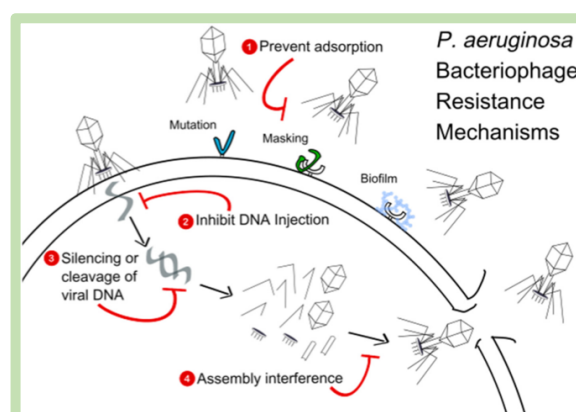 P. aeruginosa
Bacteriophage
Resistance
Mechanisms
1 Prevent adsorption
Mutation
Masking
Biofilm
2 Inhibit DNA Injection
3 Silencing or
cleavage of
viral DNA
4 Assembly interference